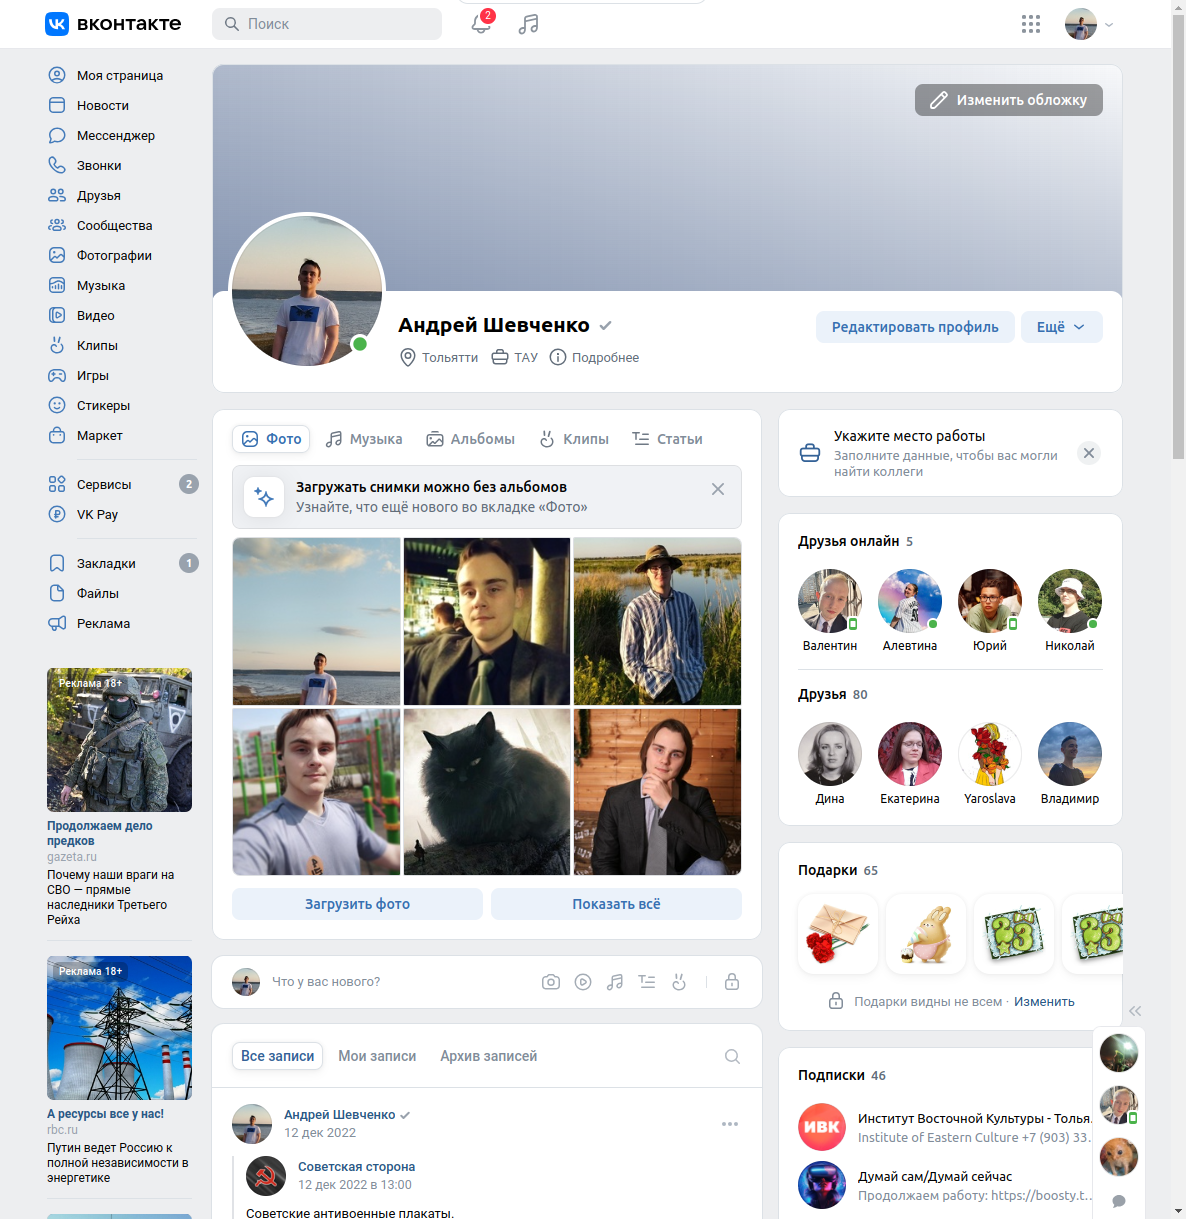 вконтакте
Поиск
2
Моя страница
Новости
Мессенджер
Звонки
Друзья
Сообщества
Фотографии
Музыка
Видео
Клипы
Игры
Стикеры
Маркет
Сервисы 2
VK Pay
Закладки 1
Файлы
Реклама
Реклама 18+
Продолжаем дело
предков
gazeta.ru
Почему наши враги на
СВО — прямые
наследники Третьего
Рейха
Реклама 18+
А ресурсы все у нас!
rbc.ru
Путин ведет Россию к
полной независимости в
энергетике
Изменить обложку
Андрей Шевченко
Тольятти ТАУ Подробнее
Редактировать профиль
Ещё
Фото Музыка Альбомы Клипы Статьи
Загружать снимки можно без альбомов
Узнайте, что ещё нового во вкладке «Фото»
Загрузить фото
Показать всё
Что у вас нового?
Все записи Мои записи Архив записей
Андрей Шевченко
12 дек 2022
Советская сторона
12 дек 2022 в 13:00
Советские антивоенные плакаты.
Укажите место работы
Заполните данные, чтобы вас могли
найти коллеги
Друзья онлайн 5
Валентин Алевтина Юрий Николай
Друзья 80
Дина Екатерина Yaroslava Владимир
Подарки 65
23
23
Подарки видны не всем · Изменить
Подписки 46
ИВК
Институт Восточной Культуры - Толья...
Institute of Eastern Culture +7 (903) 33...
Думай сам/Думай сейчас
Продолжаем работу: https://boosty.t...